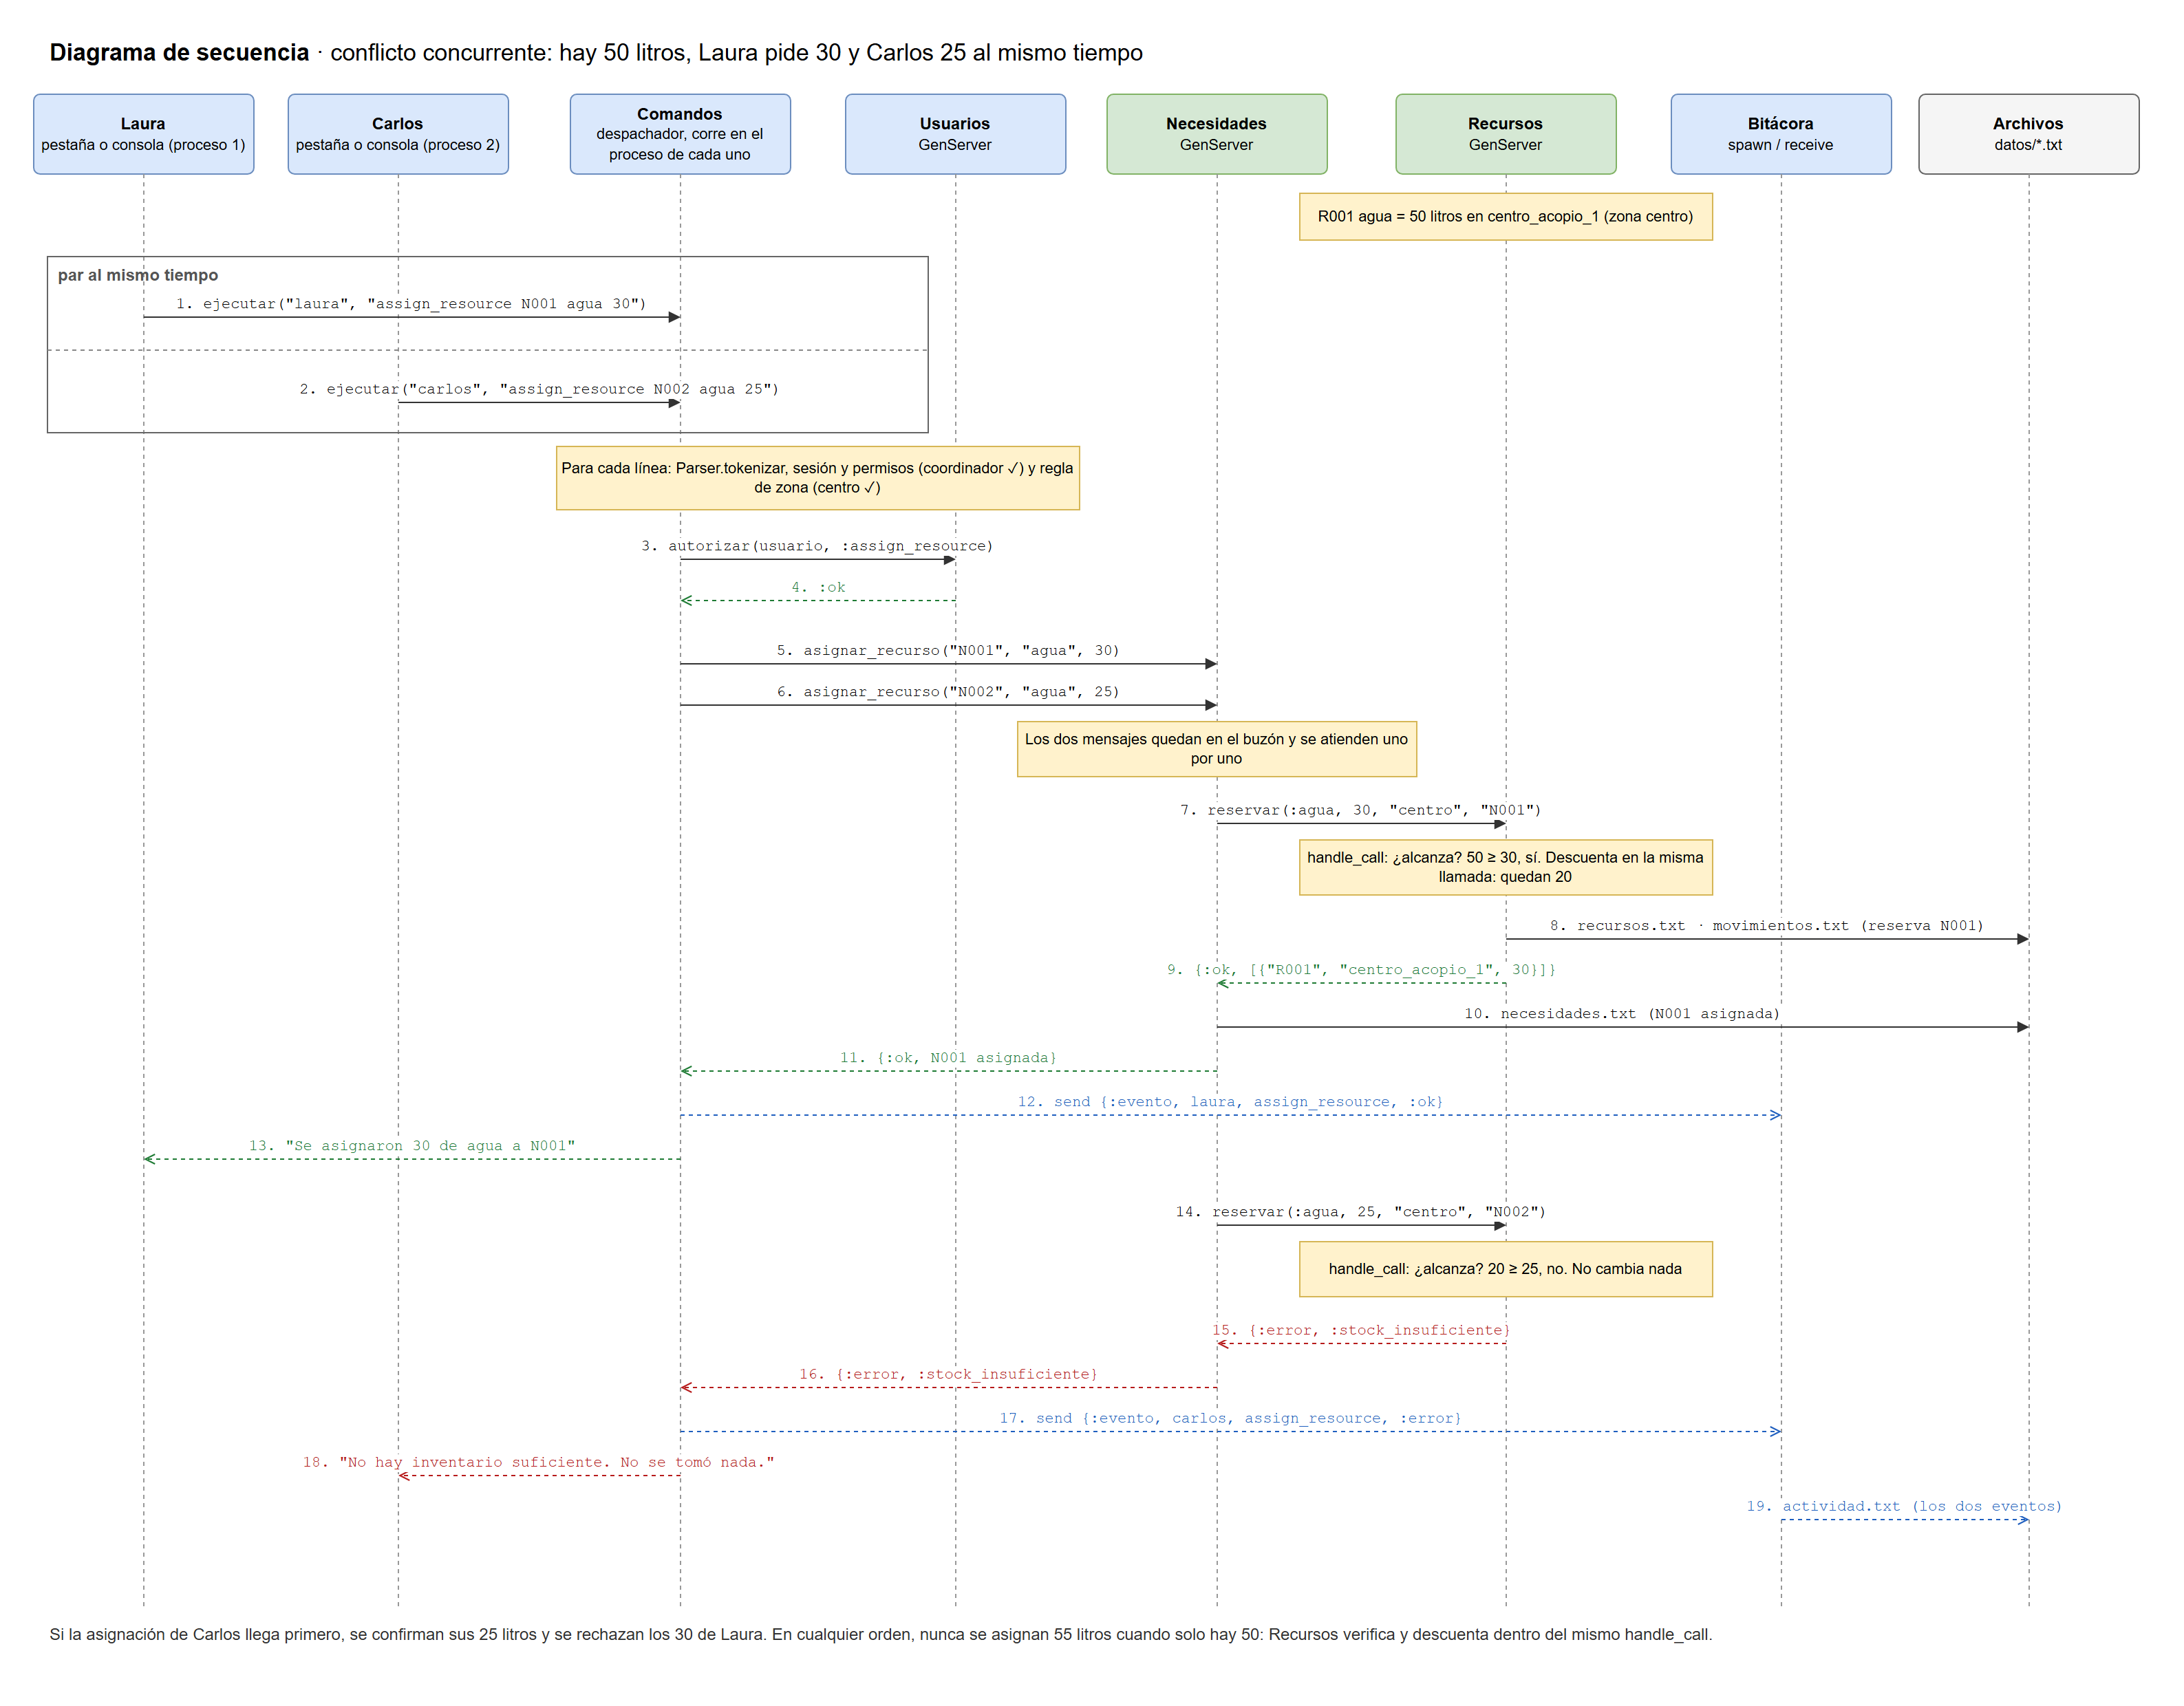 Diagrama de secuencia · conflicto concurrente: hay 50 litros, Laura pide 30 y Carlos 25 al mismo tiempo
Laura
pestaña o consola (proceso 1)
Carlos
pestaña o consola (proceso 2)
Comandos
despachador, corre en el
proceso de cada uno
Usuarios
GenServer
Necesidades
GenServer
Recursos
GenServer
Bitácora
spawn / receive
Archivos
datos/*.txt
R001 agua = 50 litros en centro_acopio_1 (zona centro)
par al mismo tiempo
1. ejecutar("laura", "assign_resource N001 agua 30")
2. ejecutar("carlos", "assign_resource N002 agua 25")
Para cada línea: Parser.tokenizar, sesión y permisos (coordinador ✓) y regla
de zona (centro ✓)
3. autorizar(usuario, :assign_resource)
4. :ok
5. asignar_recurso("N001", "agua", 30)
6. asignar_recurso("N002", "agua", 25)
Los dos mensajes quedan en el buzón y se atienden uno
por uno
7. reservar(:agua, 30, "centro", "N001")
handle_call: ¿alcanza? 50 ≥ 30, sí. Descuenta en la misma
llamada: quedan 20
8. recursos.txt · movimientos.txt (reserva N001)
9. {:ok, [{"R001", "centro_acopio_1", 30}]}
10. necesidades.txt (N001 asignada)
11. {:ok, N001 asignada}
12. send {:evento, laura, assign_resource, :ok}
13. "Se asignaron 30 de agua a N001"
14. reservar(:agua, 25, "centro", "N002")
handle_call: ¿alcanza? 20 ≥ 25, no. No cambia nada
15. {:error, :stock_insuficiente}
16. {:error, :stock_insuficiente}
17. send {:evento, carlos, assign_resource, :error}
18. "No hay inventario suficiente. No se tomó nada."
19. actividad.txt (los dos eventos)
Si la asignación de Carlos llega primero, se confirman sus 25 litros y se rechazan los 30 de Laura. En cualquier orden, nunca se asignan 55 litros cuando solo hay 50: Recursos verifica y descuenta dentro del mismo handle_call.